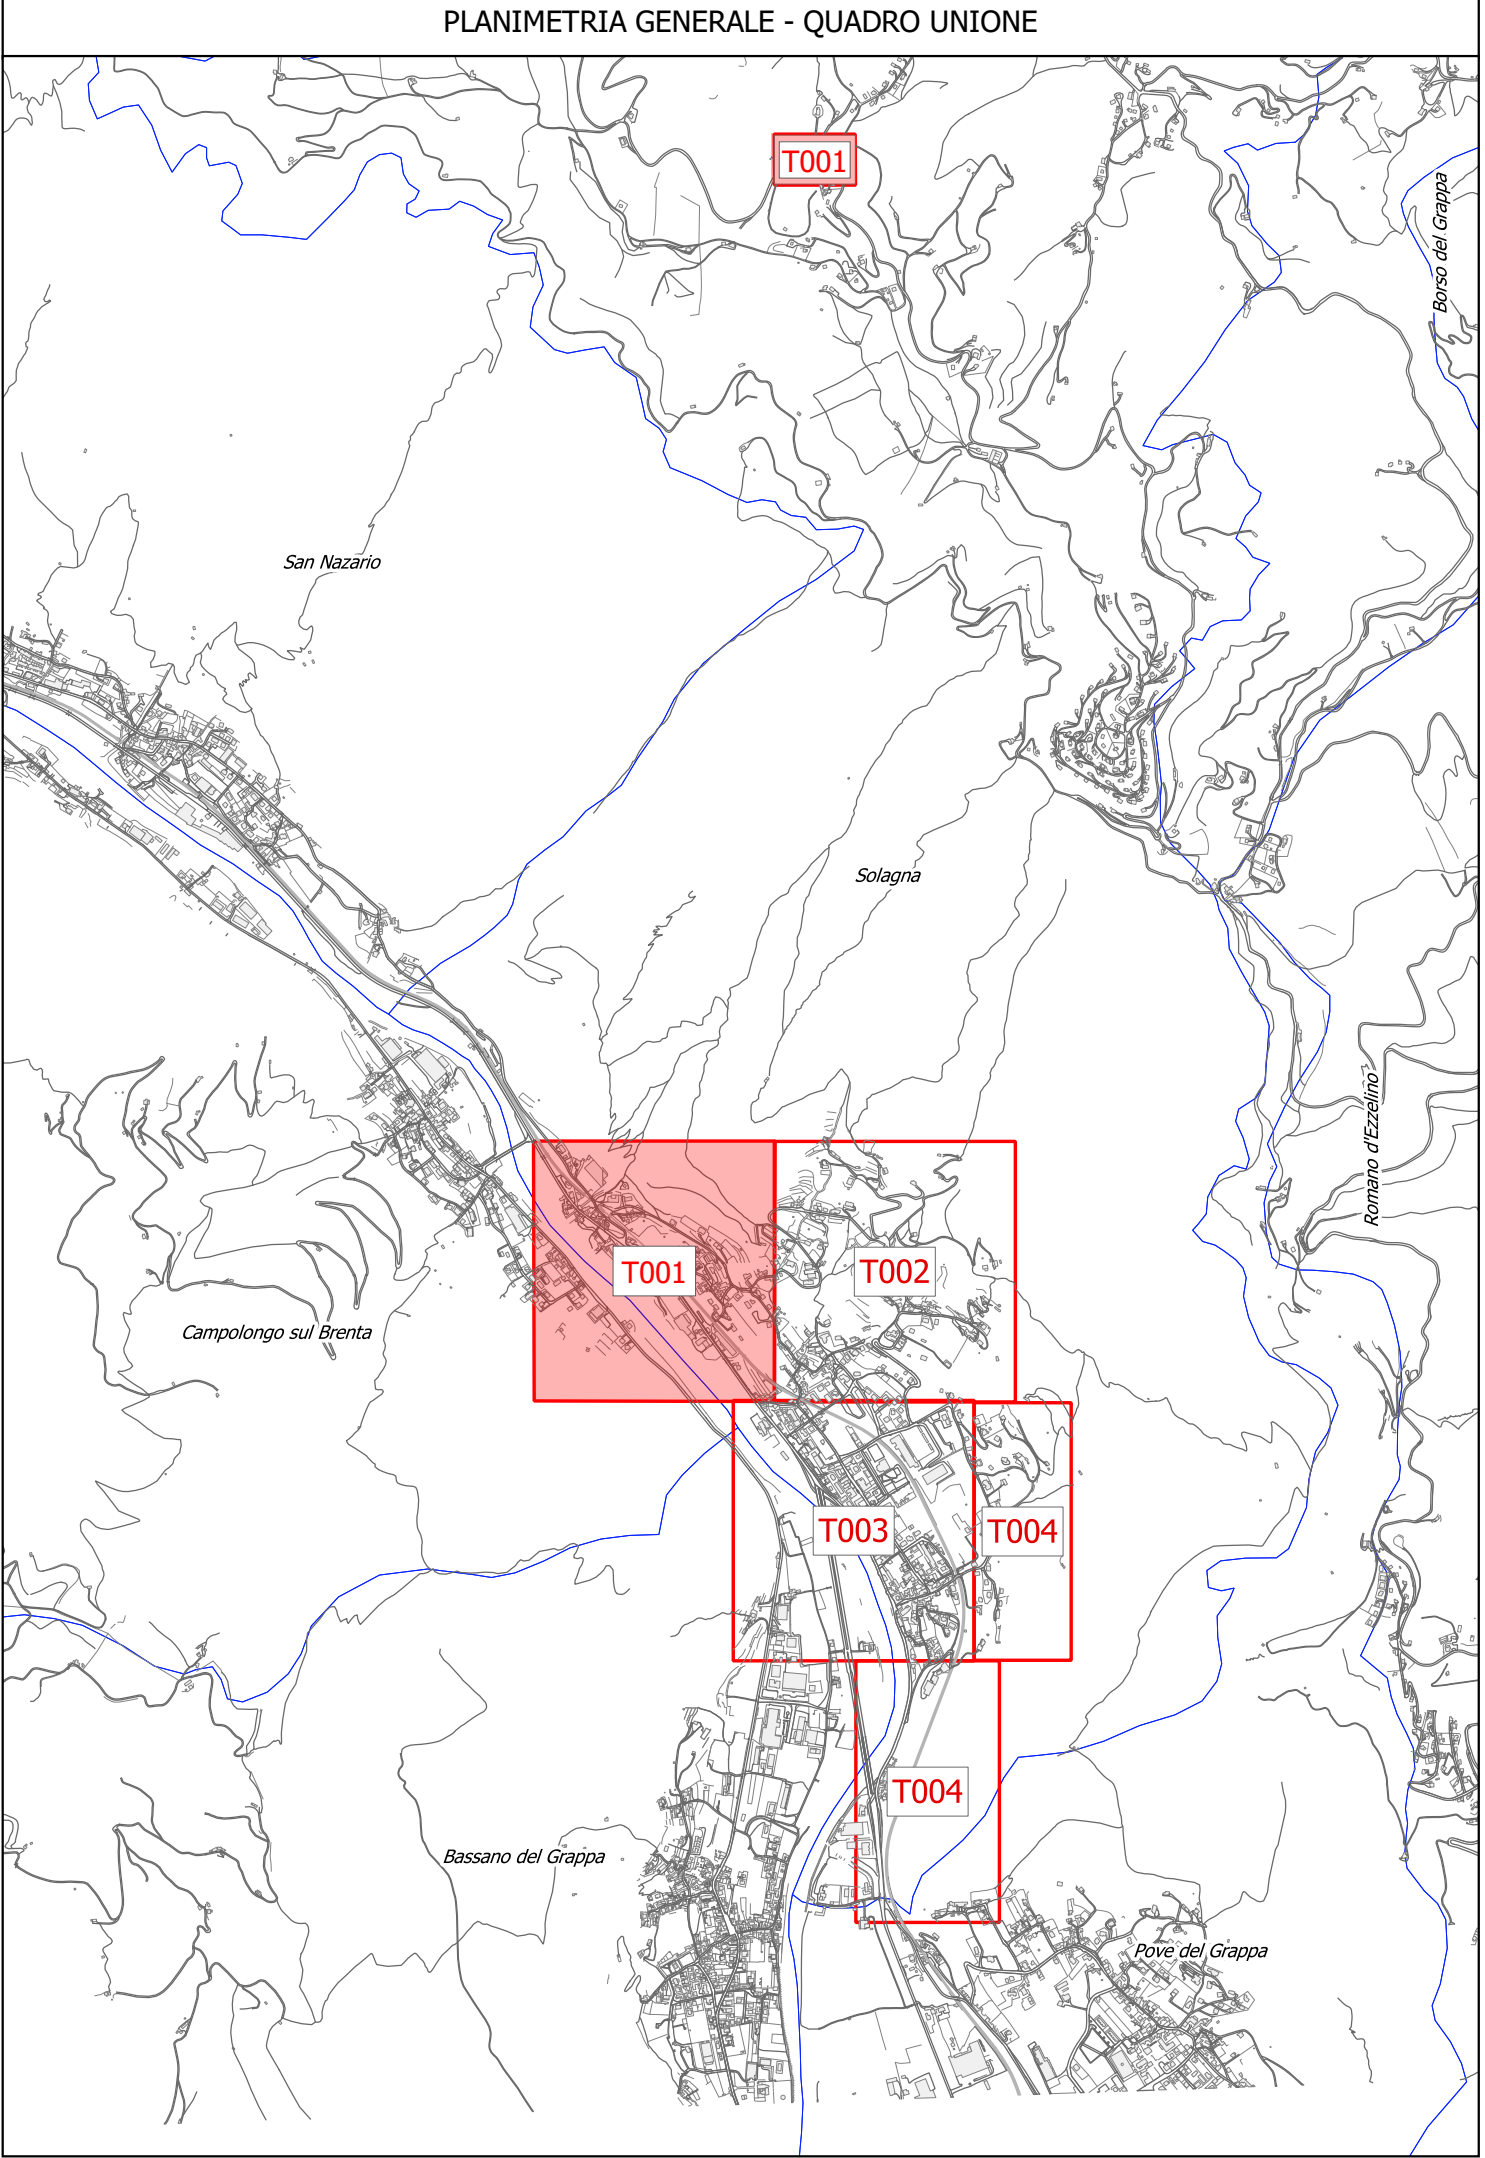 PLANIMETRIA GENERALE - QUADRO UNIONE
T001
Borso del Grappa
San Nazario
Solagna
Romano d'Ezzelino
T001
T002
Campolongo sul Brenta
T003
T004
T004
Bassano del Grappa
Pove del Grappa